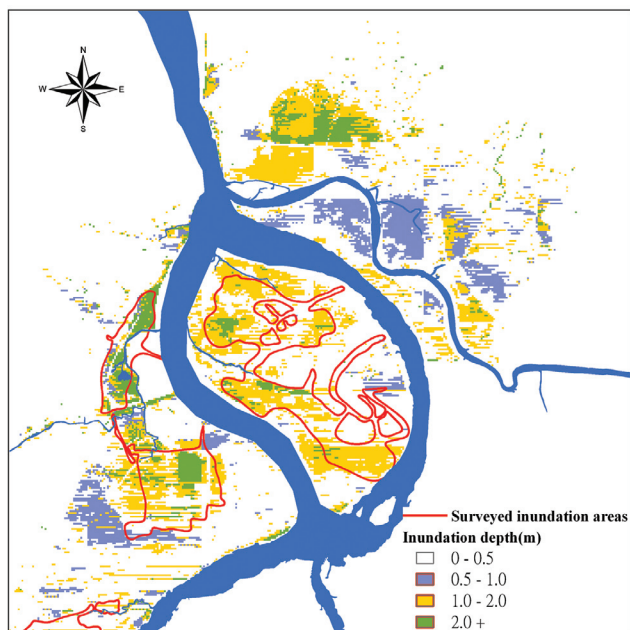 N
W E
S
Surveyed inundation areas
Inundation depth(m)
0 - 0.5
0.5 - 1.0
1.0 - 2.0
2.0 +